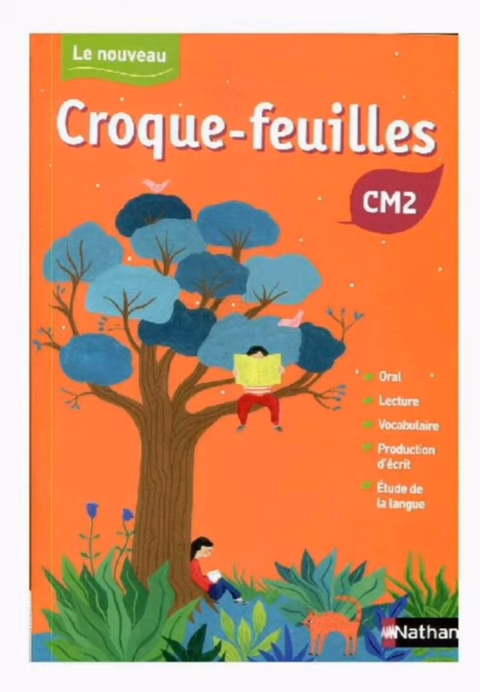 Le nouveau
Croque-feuilles
CM2
Oral
Lecture
Vocabulaire
Production
d'écrit
Étude de
la langue
Nathan